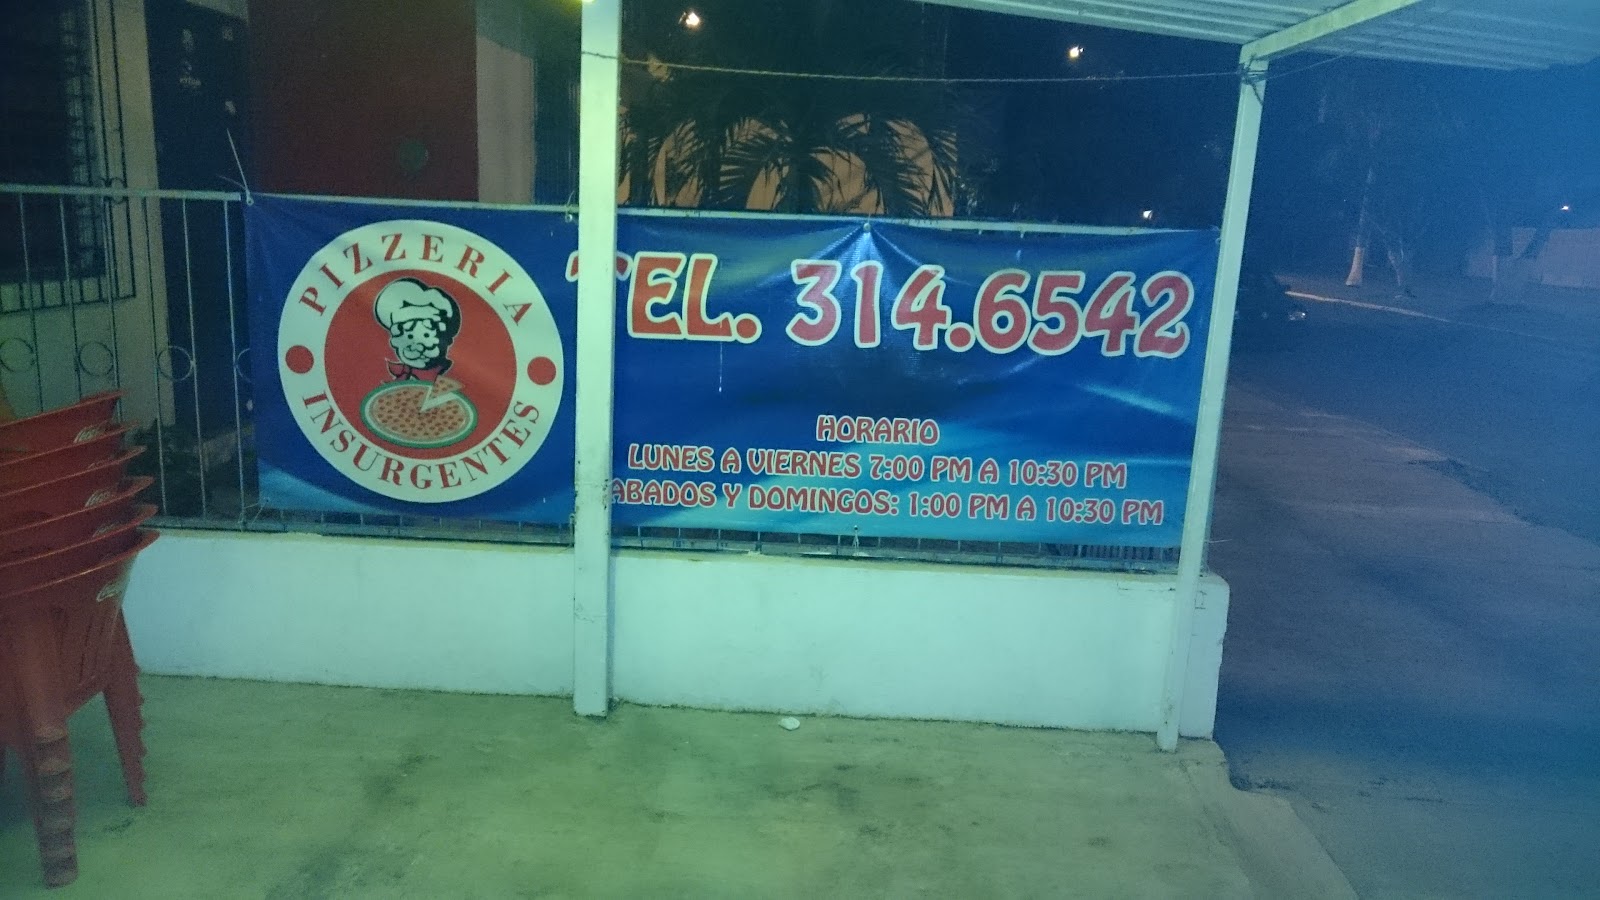 PIZZERIA
INSURGENTES
TEL. 314.6542
HORARIO
LUNES A VIERNES 7:00 PM A 10:30 PM
ABADOS Y DOMINGOS: 1:00 PM A 10:30 PM